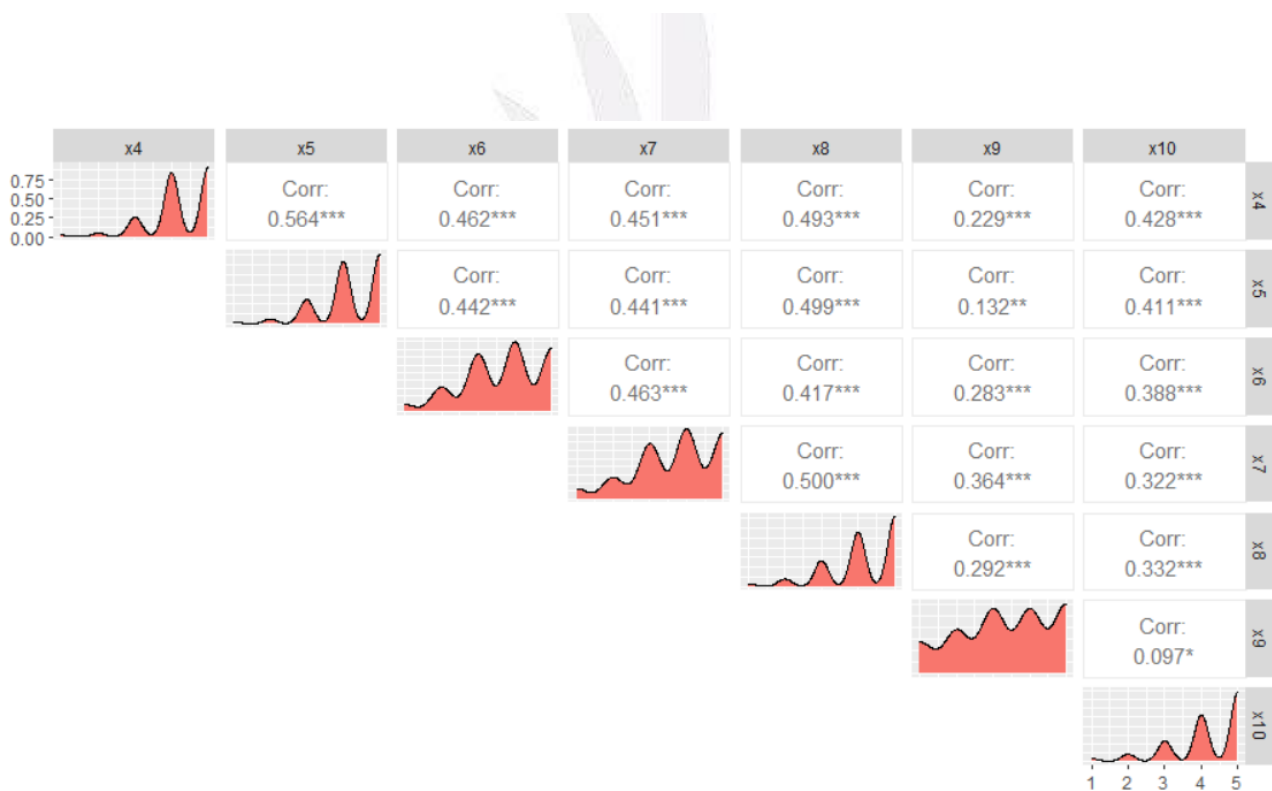 x4 x5 x6 x7 x8 x9 x10
0.75
0.50
0.25
0.00
Corr: Corr: Corr: Corr: Corr: Corr:
0.564*** 0.462*** 0.451*** 0.493*** 0.229*** 0.428***
x4
Corr: Corr: Corr: Corr: Corr:
0.442*** 0.441*** 0.499*** 0.132** 0.411***
x5
Corr: Corr: Corr: Corr:
0.463*** 0.417*** 0.283*** 0.388***
x6
Corr: Corr: Corr:
0.500*** 0.364*** 0.322***
x7
Corr: Corr:
0.292*** 0.332***
x8
Corr:
0.097*
x9
x10
1 2 3 4 5